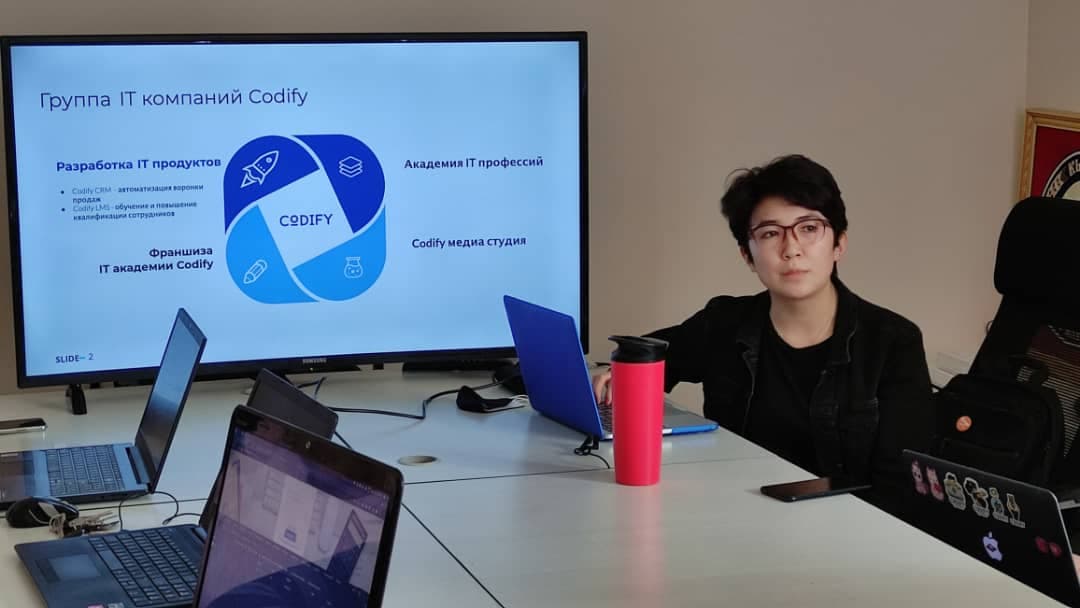 Группа IT компаний Codify
Разработка IT продуктов
Codify CRM - автоматизация воронки
продаж
Codify LMS - обучение и повышение
квалификации сотрудников
Академия IT профессий
CODIFY
Франшиза
IT академии Codify
Codify медиа студия
SLIDE— 2
SAMSUNG